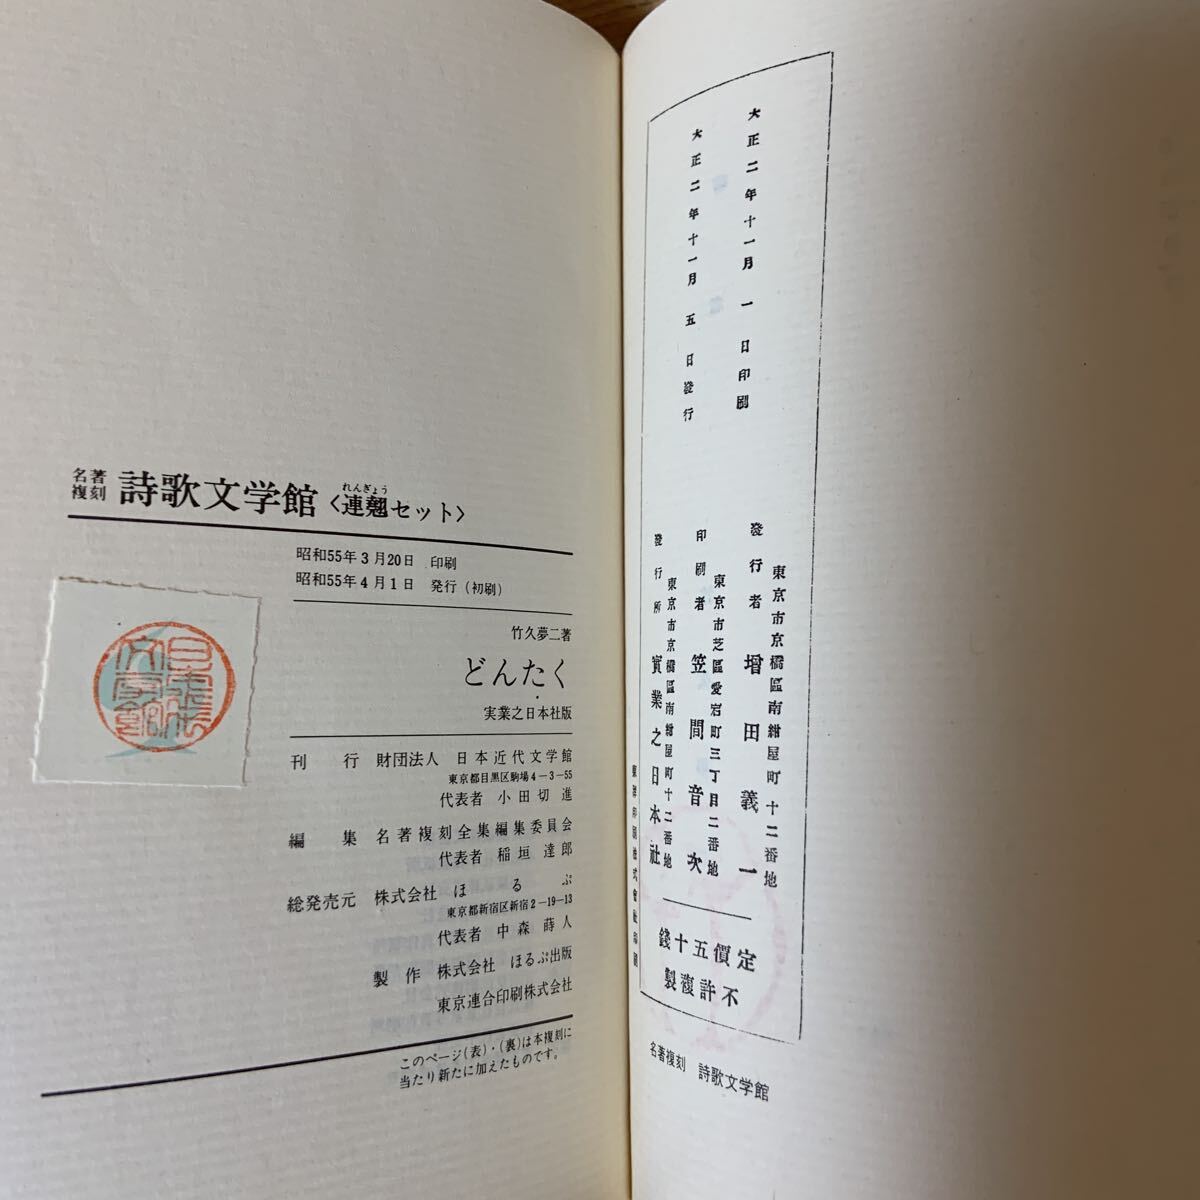 名著複刻 詩歌文学館〈連翹セット〉
れんぎょう
昭和55年3月20日 印刷
昭和55年4月1日 発行(初刷)
竹久夢二著
どんたく
実業之日本社版
刊行 財団法人 日本近代文学館
東京都目黒区駒場4-3-55
代表者 小田切進
編集 名著複刻全集編集委員会
代表者 稲垣達郎
総発売元 株式会社 ほるぷ
東京都新宿区新宿2-19-13
代表者 中森蒔人
製作 株式会社 ほるぷ出版
東京連合印刷株式会社
このページ(表)・(裏)は本複刻に
当たり新たに加えたものです。
大正二年十一月一日印刷
大正二年十一月五日發行
東京市京橋區南紺屋町十二番地
發行者 增田義一
東京市芝區愛宕町三丁目二番地
印刷者 笠間音次
東京市京橋區南紺屋町十二番地
發行所 實業之日本社
東洋印刷株式會社印刷
定價五十錢
不許複製
名著複刻 詩歌文学館